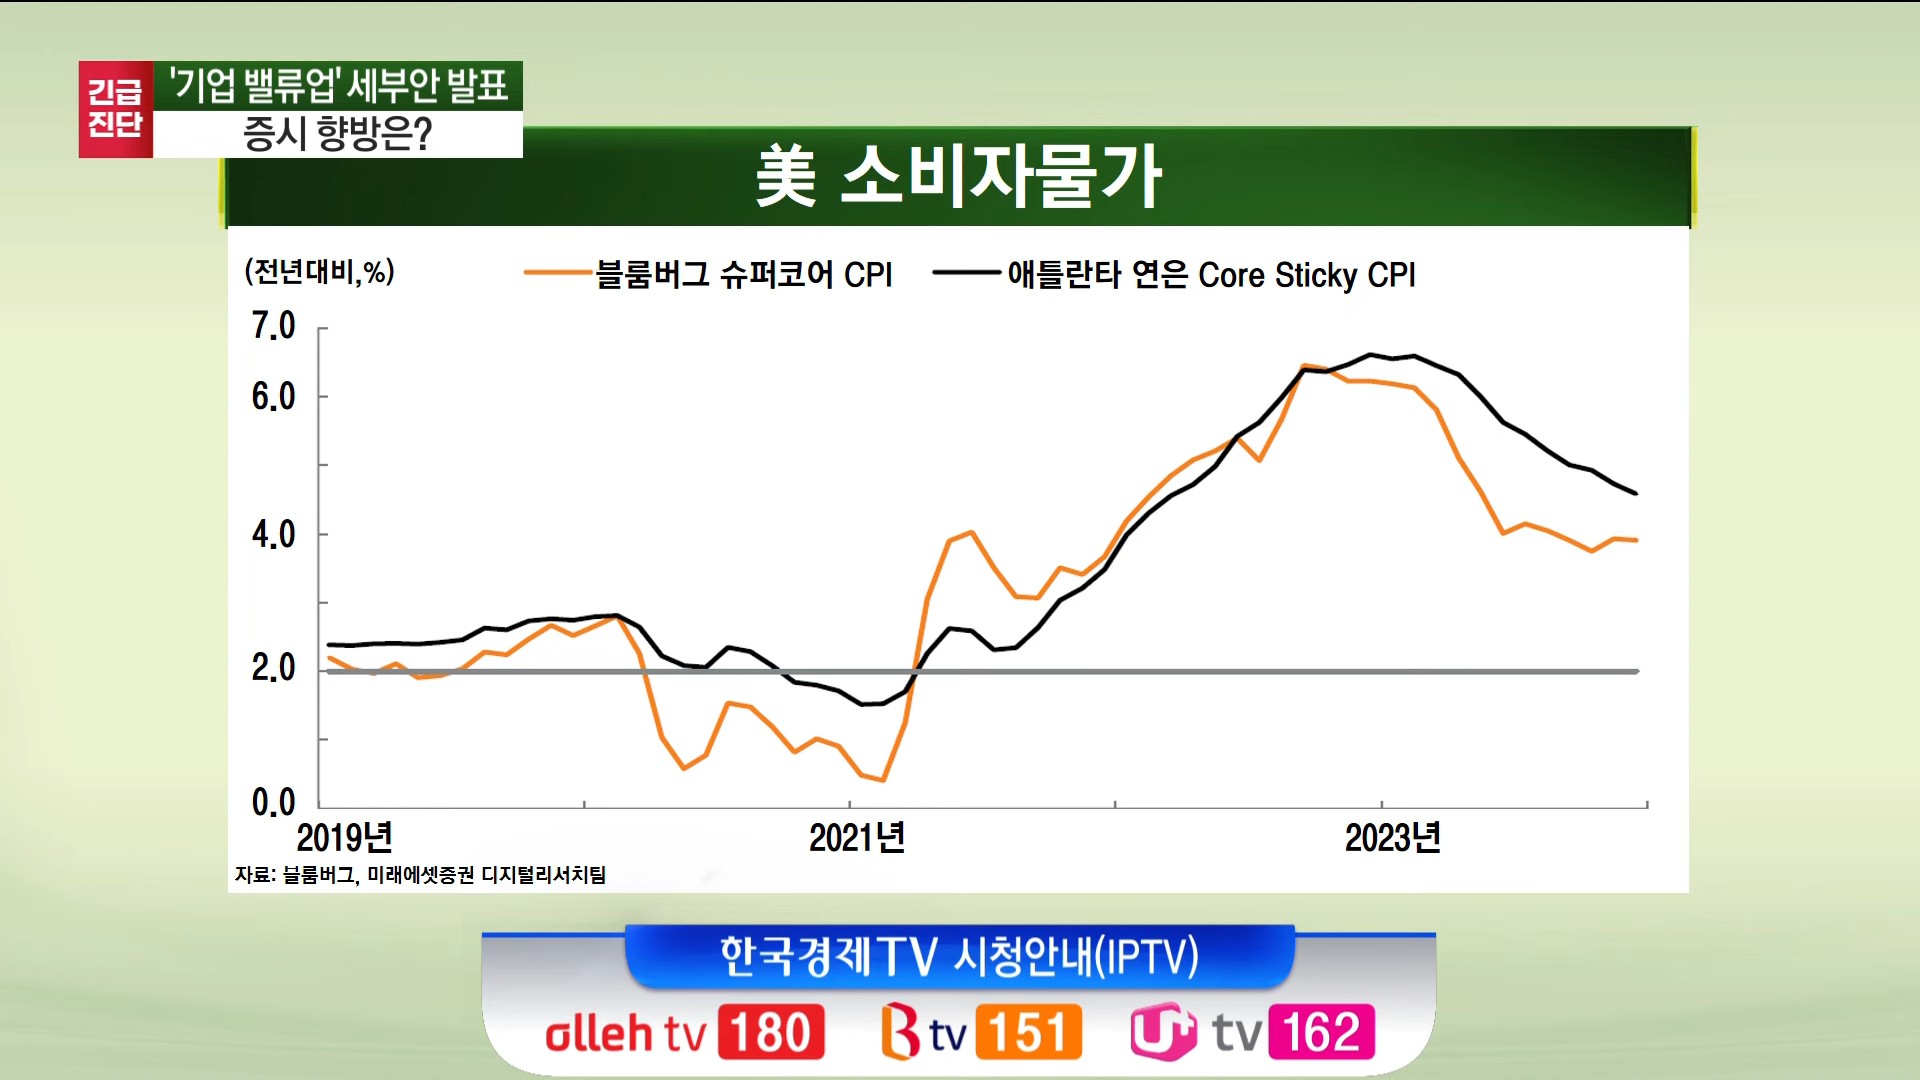 긴급
진단
'기업 밸류업' 세부안 발표
증시 향방은?
美 소비자물가
(전년대비,%)
블룸버그 슈퍼코어 CPI
애틀란타 연은 Core Sticky CPI
7.0
6.0
4.0
2.0
0.0
2019년 2021년 2023년
자료: 블룸버그, 미래에셋증권 디지털리서치팀
한국경제TV 시청안내(IPTV)
olleh tv 180 B tv 151 U+ tv 162